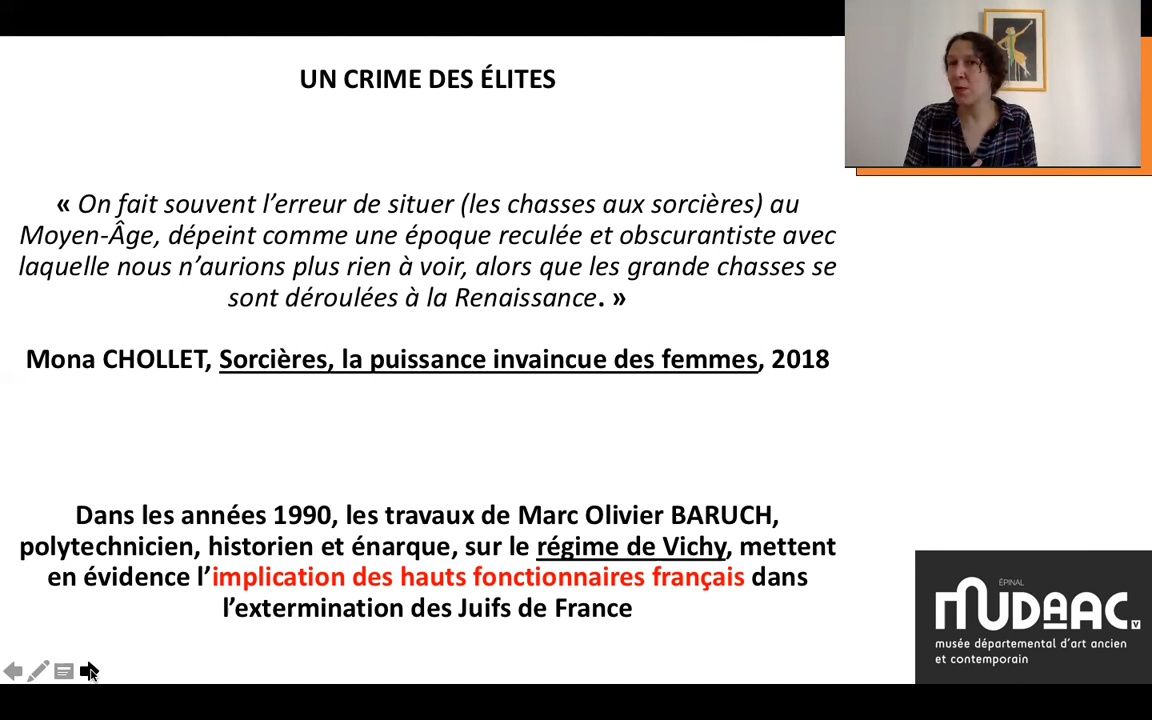 UN CRIME DES ÉLITES
« On fait souvent l’erreur de situer (les chasses aux sorcières) au
Moyen-Âge, dépeint comme une époque reculée et obscurantiste avec
laquelle nous n’aurions plus rien à voir, alors que les grande chasses se
sont déroulées à la Renaissance. »
Mona CHOLLET, Sorcières, la puissance invaincue des femmes, 2018
Dans les années 1990, les travaux de Marc Olivier BARUCH,
polytechnicien, historien et énarque, sur le régime de Vichy, mettent
en évidence l’implication des hauts fonctionnaires français dans
l’extermination des Juifs de France
ÉPINAL
MUDAAC
V
musée départemental d’art ancien
et contemporain